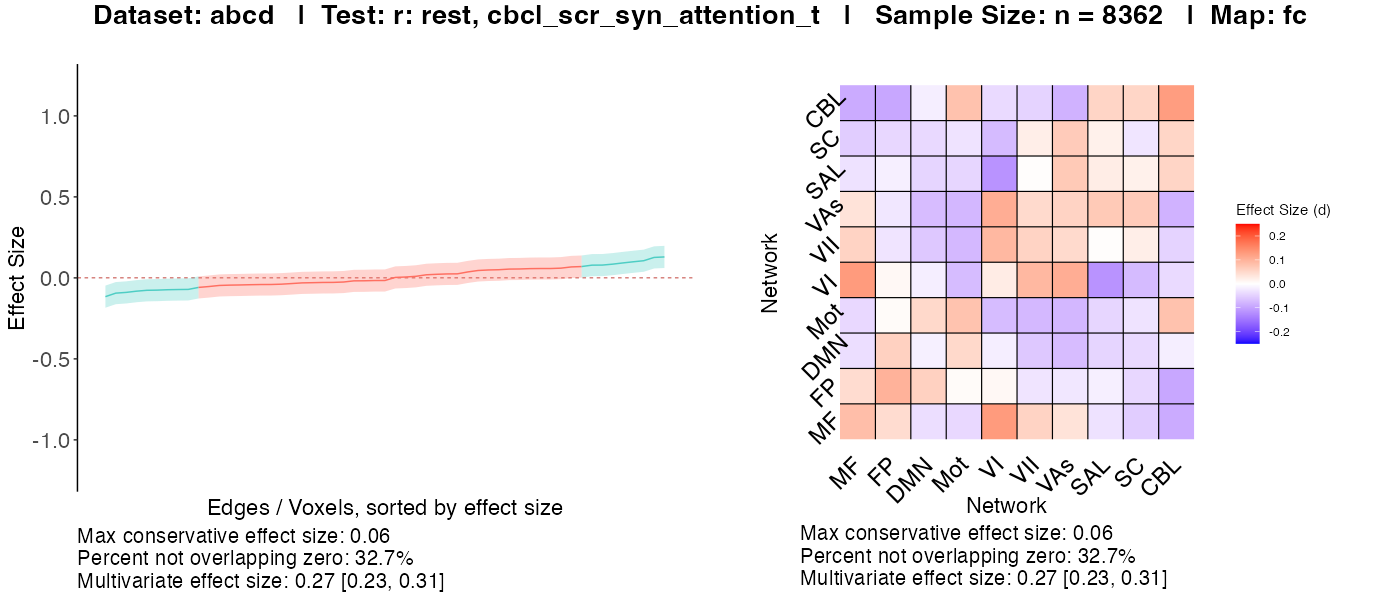 Dataset: abcd | Test: r: rest, cbcl_scr_syn_attention_t | Sample Size: n = 8362 | Map: fc
Effect Size
1.0
0.5
0.0
-0.5
-1.0
Edges / Voxels, sorted by effect size
Max conservative effect size: 0.06
Percent not overlapping zero: 32.7%
Multivariate effect size: 0.27 [0.23, 0.31]
Network
CBL
SC
SAL
VAs
VII
VI
Mot
DMN
FP
MF
MF FP DMN Mot VI VII VAs SAL SC CBL
Network
Effect Size (d)
0.2
0.1
0.0
-0.1
-0.2
Max conservative effect size: 0.06
Percent not overlapping zero: 32.7%
Multivariate effect size: 0.27 [0.23, 0.31]